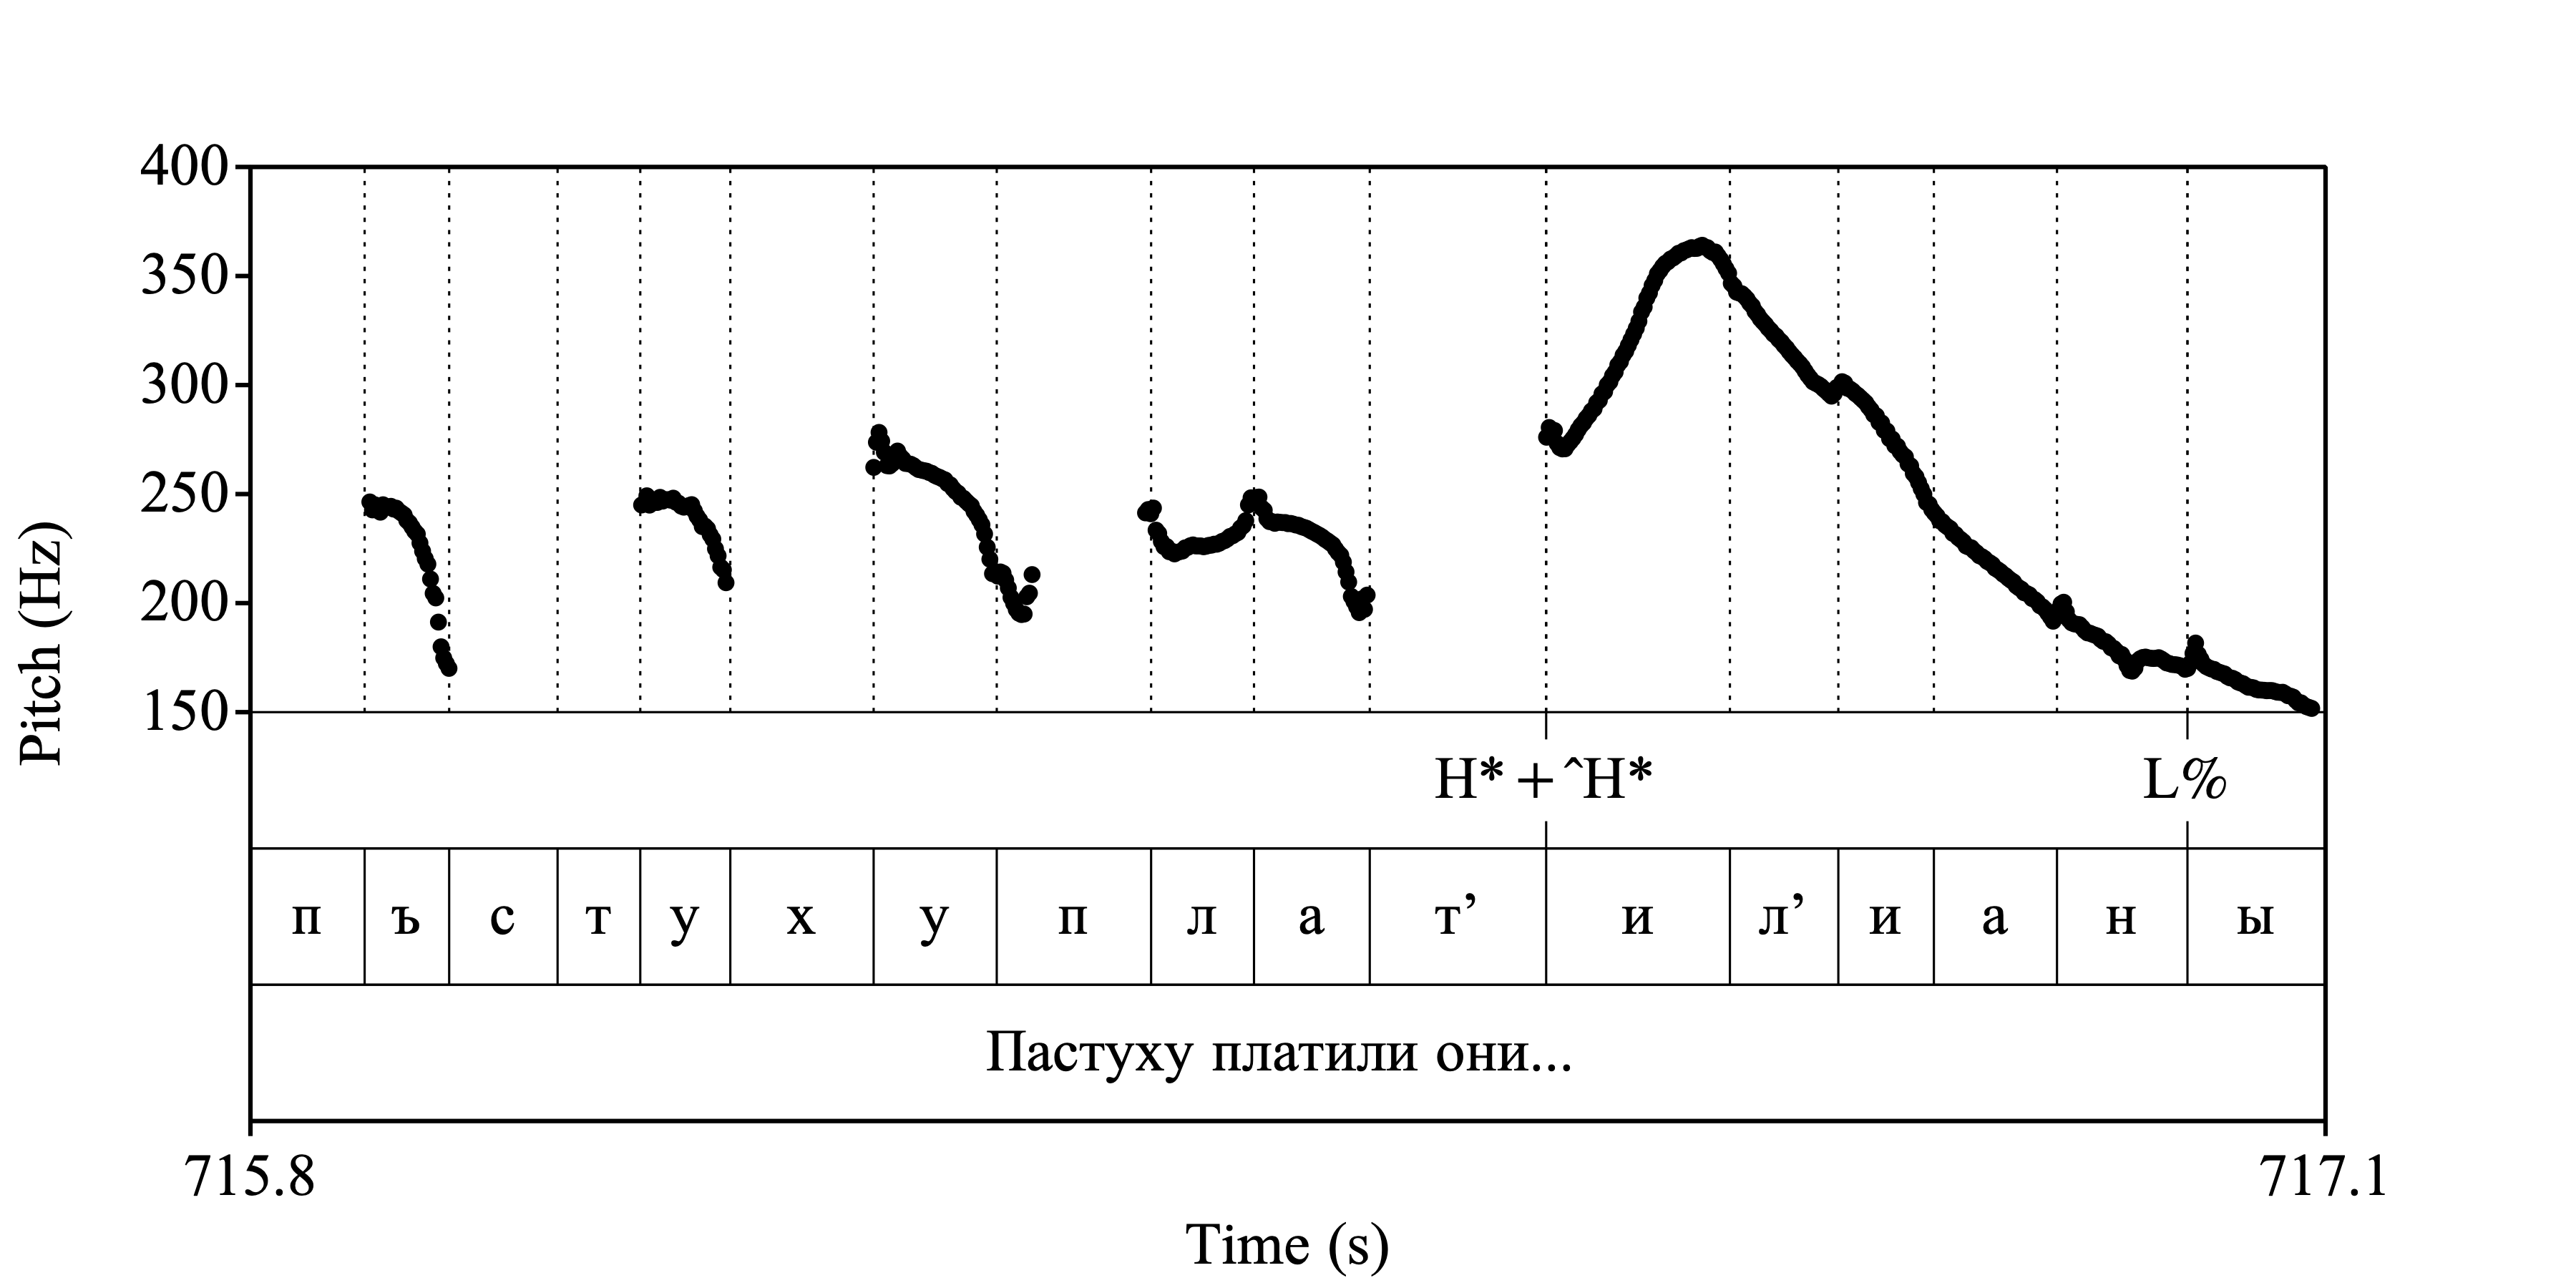 400
350
300
250
200
150
Pitch (Hz)
H* + ˆH* L%
п ъ с т у х у п л а т’ и л’ и а н ы
Пастуху платили они...
715.8 717.1
Time (s)